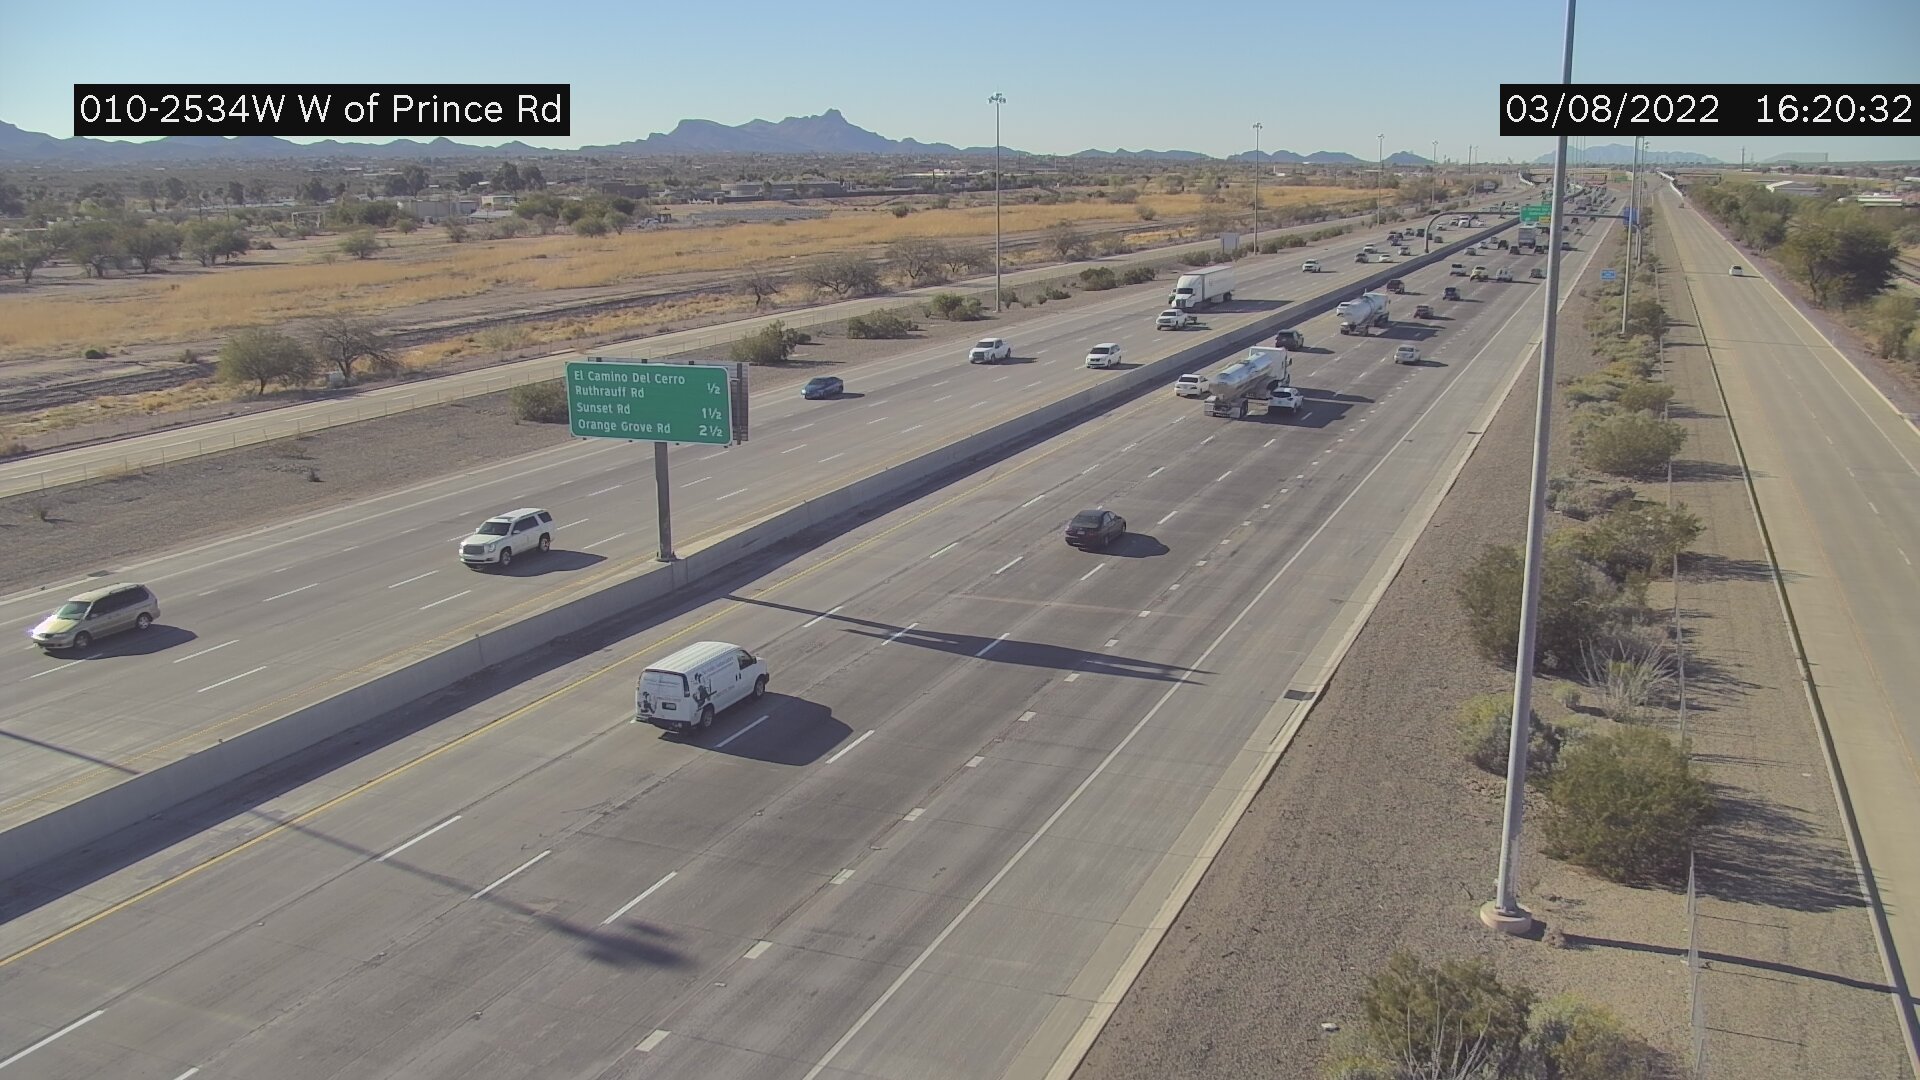 010-2534W W of Prince Rd
03/08/2022 16:20:32
El Camino Del Cerro
Ruthrauff Rd 1/2
Sunset Rd 1 1/2
Orange Grove Rd 2 1/2